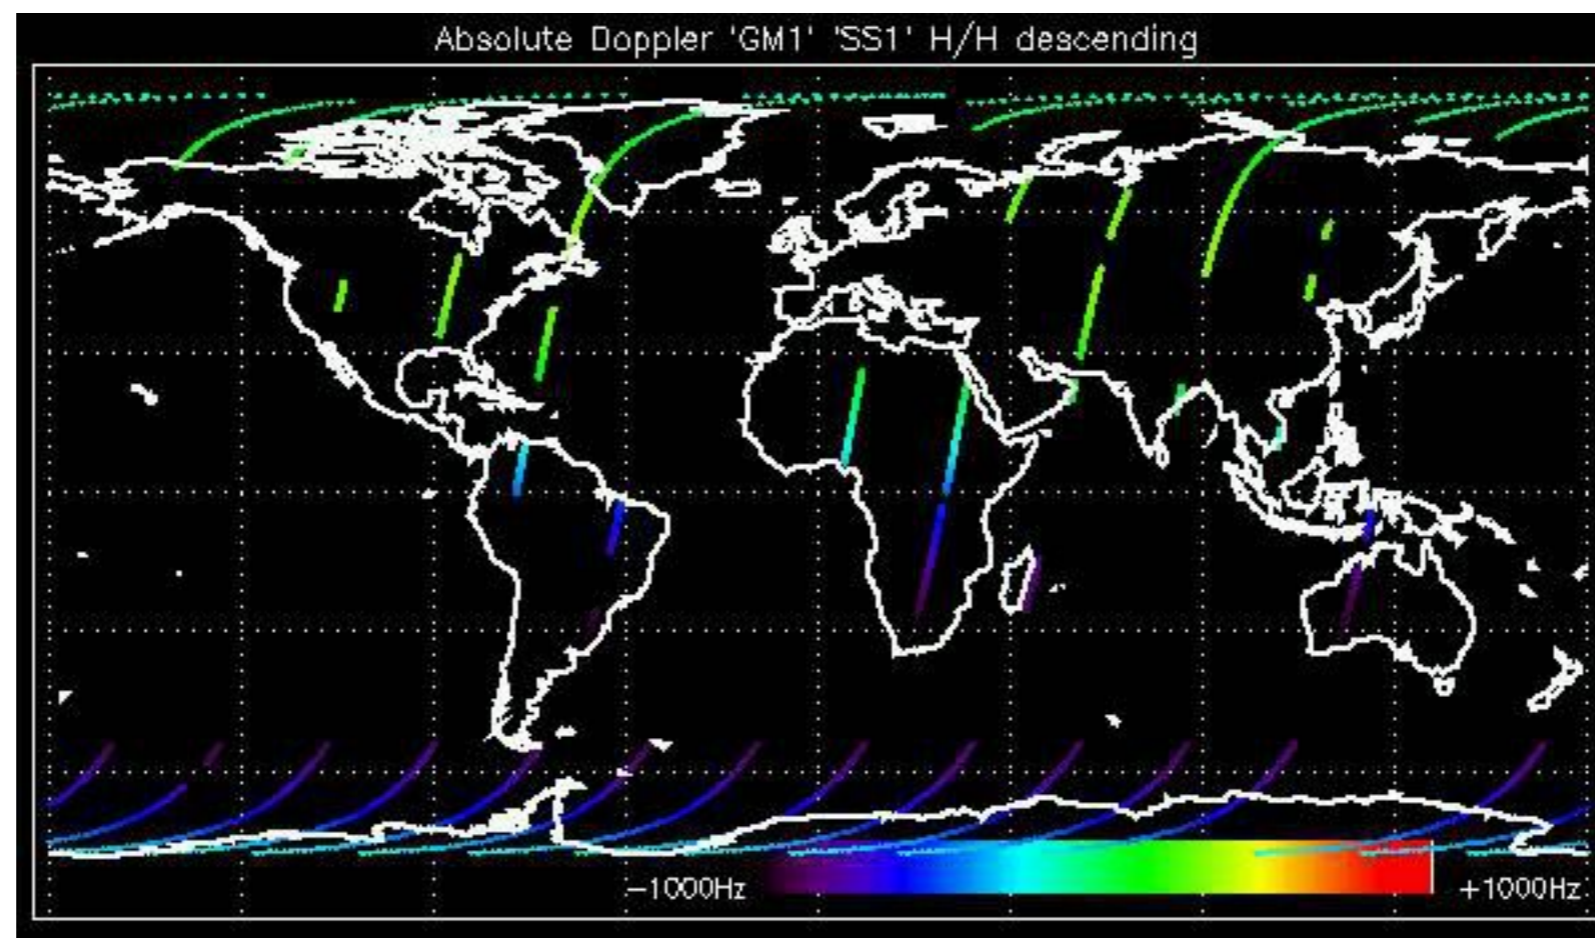 Absolute Doppler 'GM1' 'SS1' H/H descending
−1000Hz
+1000Hz